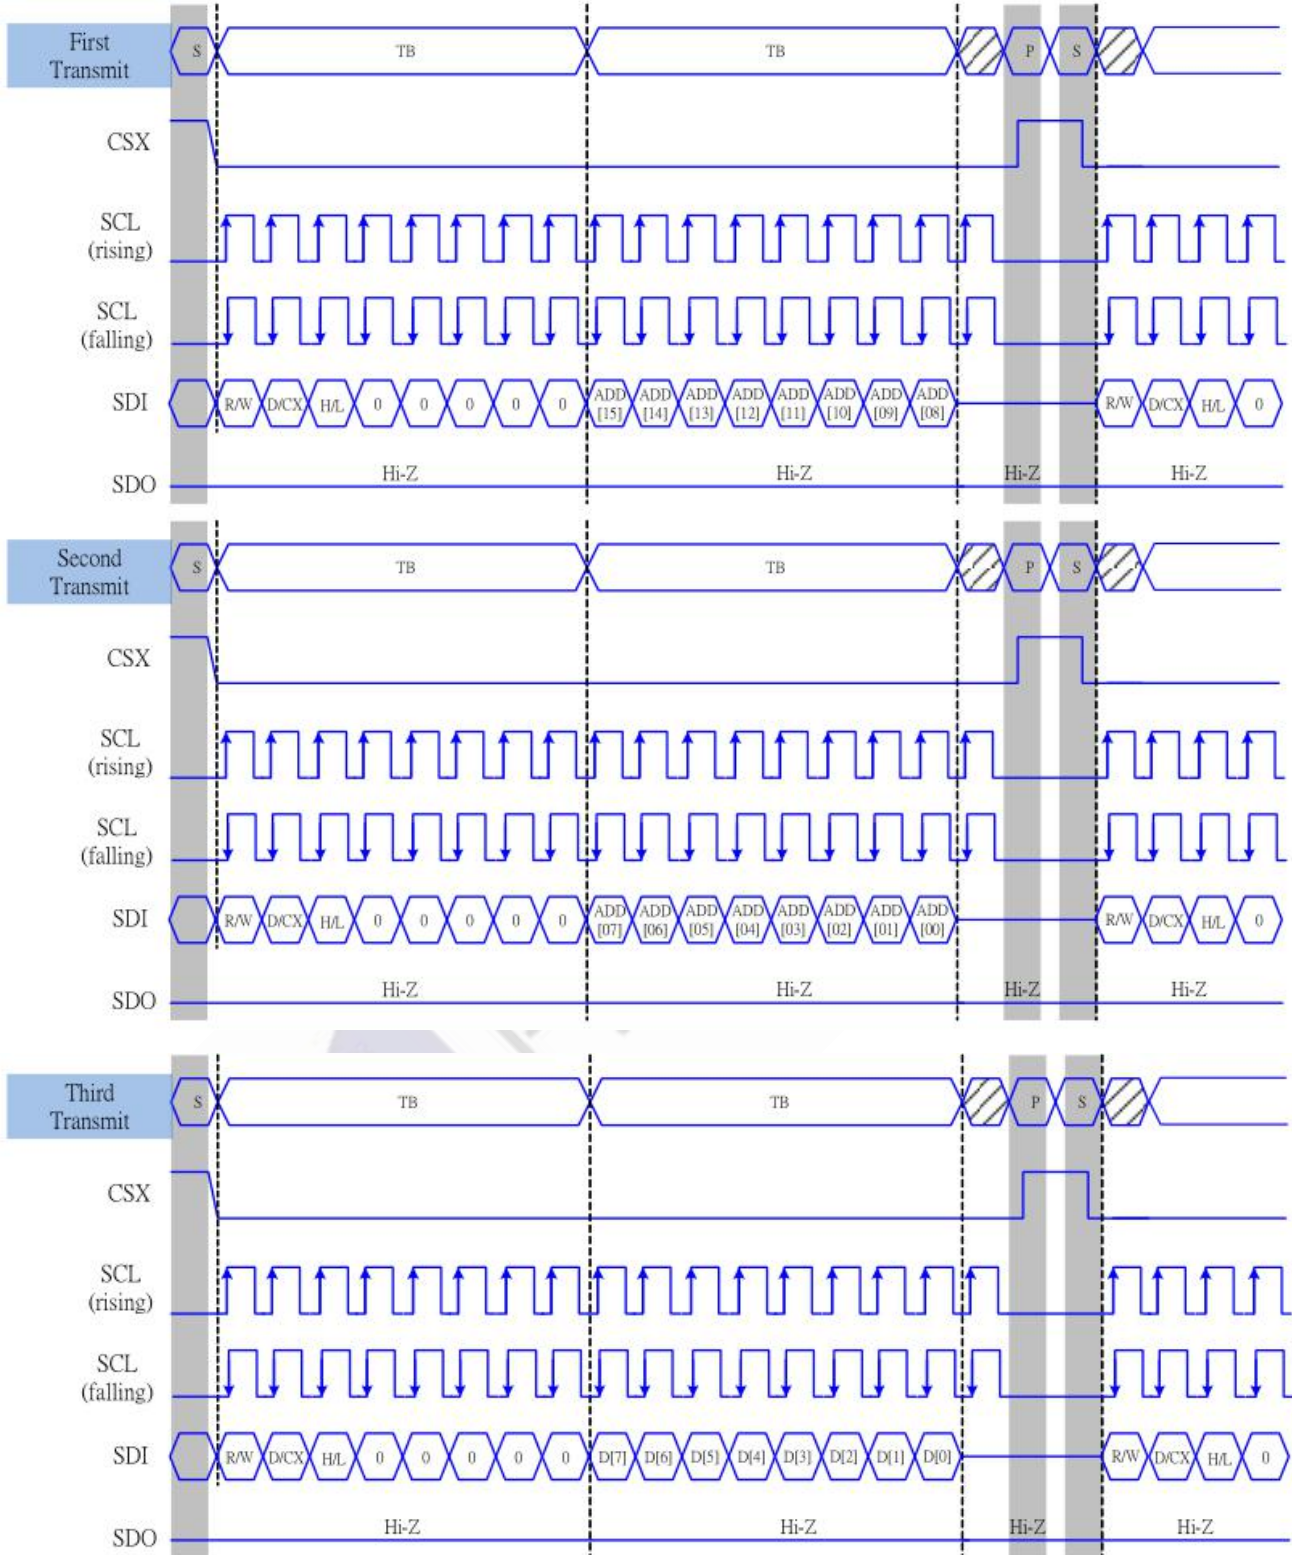 First
Transmit
S TB TB P S
CSX
SCL
(rising)
SCL
(falling)
SDI R/W D/CX H/L 0 0 0 0 0 ADD [15] ADD [14] ADD [13] ADD [12] ADD [11] ADD [10] ADD [09] ADD [08] R/W D/CX H/L 0
SDO Hi-Z Hi-Z Hi-Z Hi-Z
Second
Transmit
S TB TB P S
CSX
SCL
(rising)
SCL
(falling)
SDI R/W D/CX H/L 0 0 0 0 0 ADD [07] ADD [06] ADD [05] ADD [04] ADD [03] ADD [02] ADD [01] ADD [00] R/W D/CX H/L 0
SDO Hi-Z Hi-Z Hi-Z Hi-Z
Third
Transmit
S TB TB P S
CSX
SCL
(rising)
SCL
(falling)
SDI R/W D/CX H/L 0 0 0 0 0 D[7] D[6] D[5] D[4] D[3] D[2] D[1] D[0] R/W D/CX H/L 0
SDO Hi-Z Hi-Z Hi-Z Hi-Z